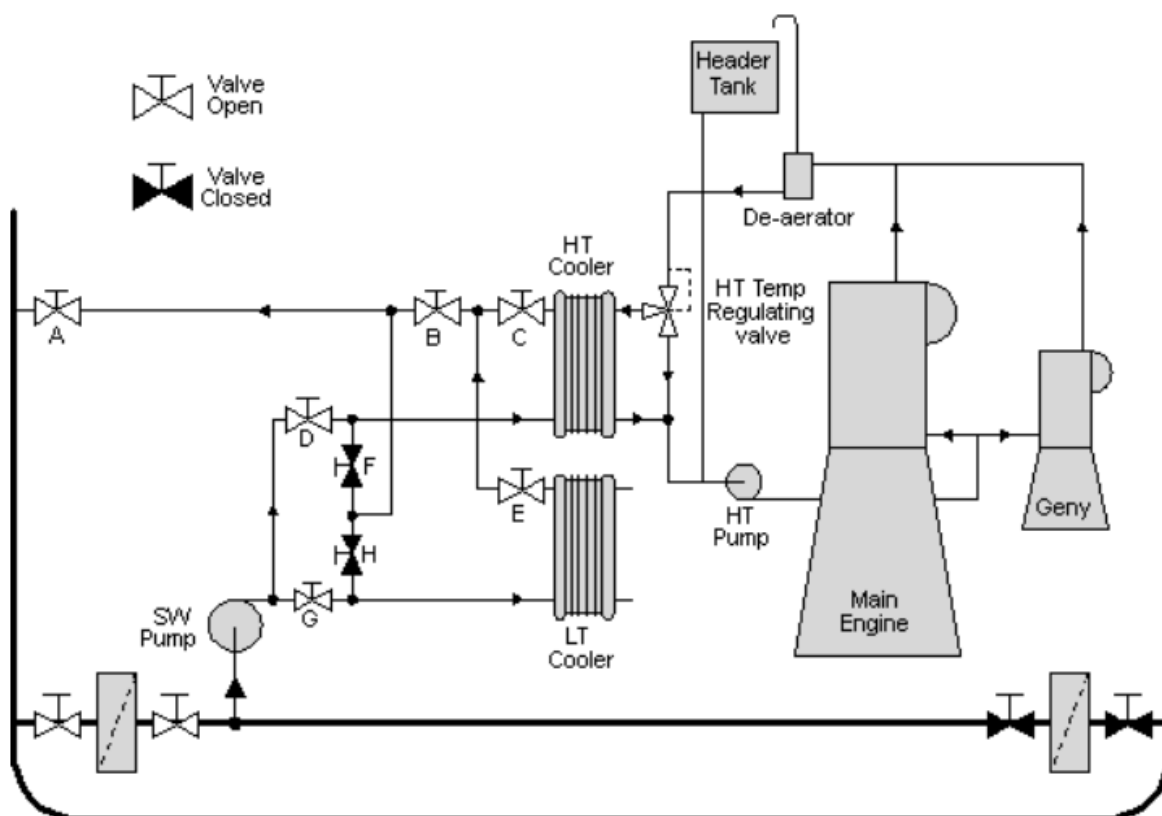 Valve
Open
Valve
Closed
Header
Tank
De-aerator
HT
Cooler
HT Temp
Regulating
valve
A
B
C
D
F
E
H
G
SW
Pump
LT
Cooler
HT
Pump
Main
Engine
Geny